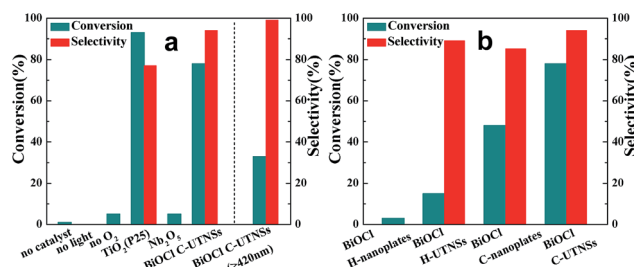 Conversion
Selectivity
a
Conversion(%)
100
80
60
40
20
0
100
80
60
40
20
0
Selectivity(%)
no catalyst
no light
no O2
TiO2(P25)
Nb2O5
BiOCl C-UTNSs
BiOCl C-UTNSs
(>420nm)
Conversion
Selectivity
b
Conversion(%)
100
80
60
40
20
0
100
80
60
40
20
0
Selectivity(%)
BiOCl
H-nanoplates
BiOCl
H-UTNSs
BiOCl
C-nanoplates
BiOCl
C-UTNSs